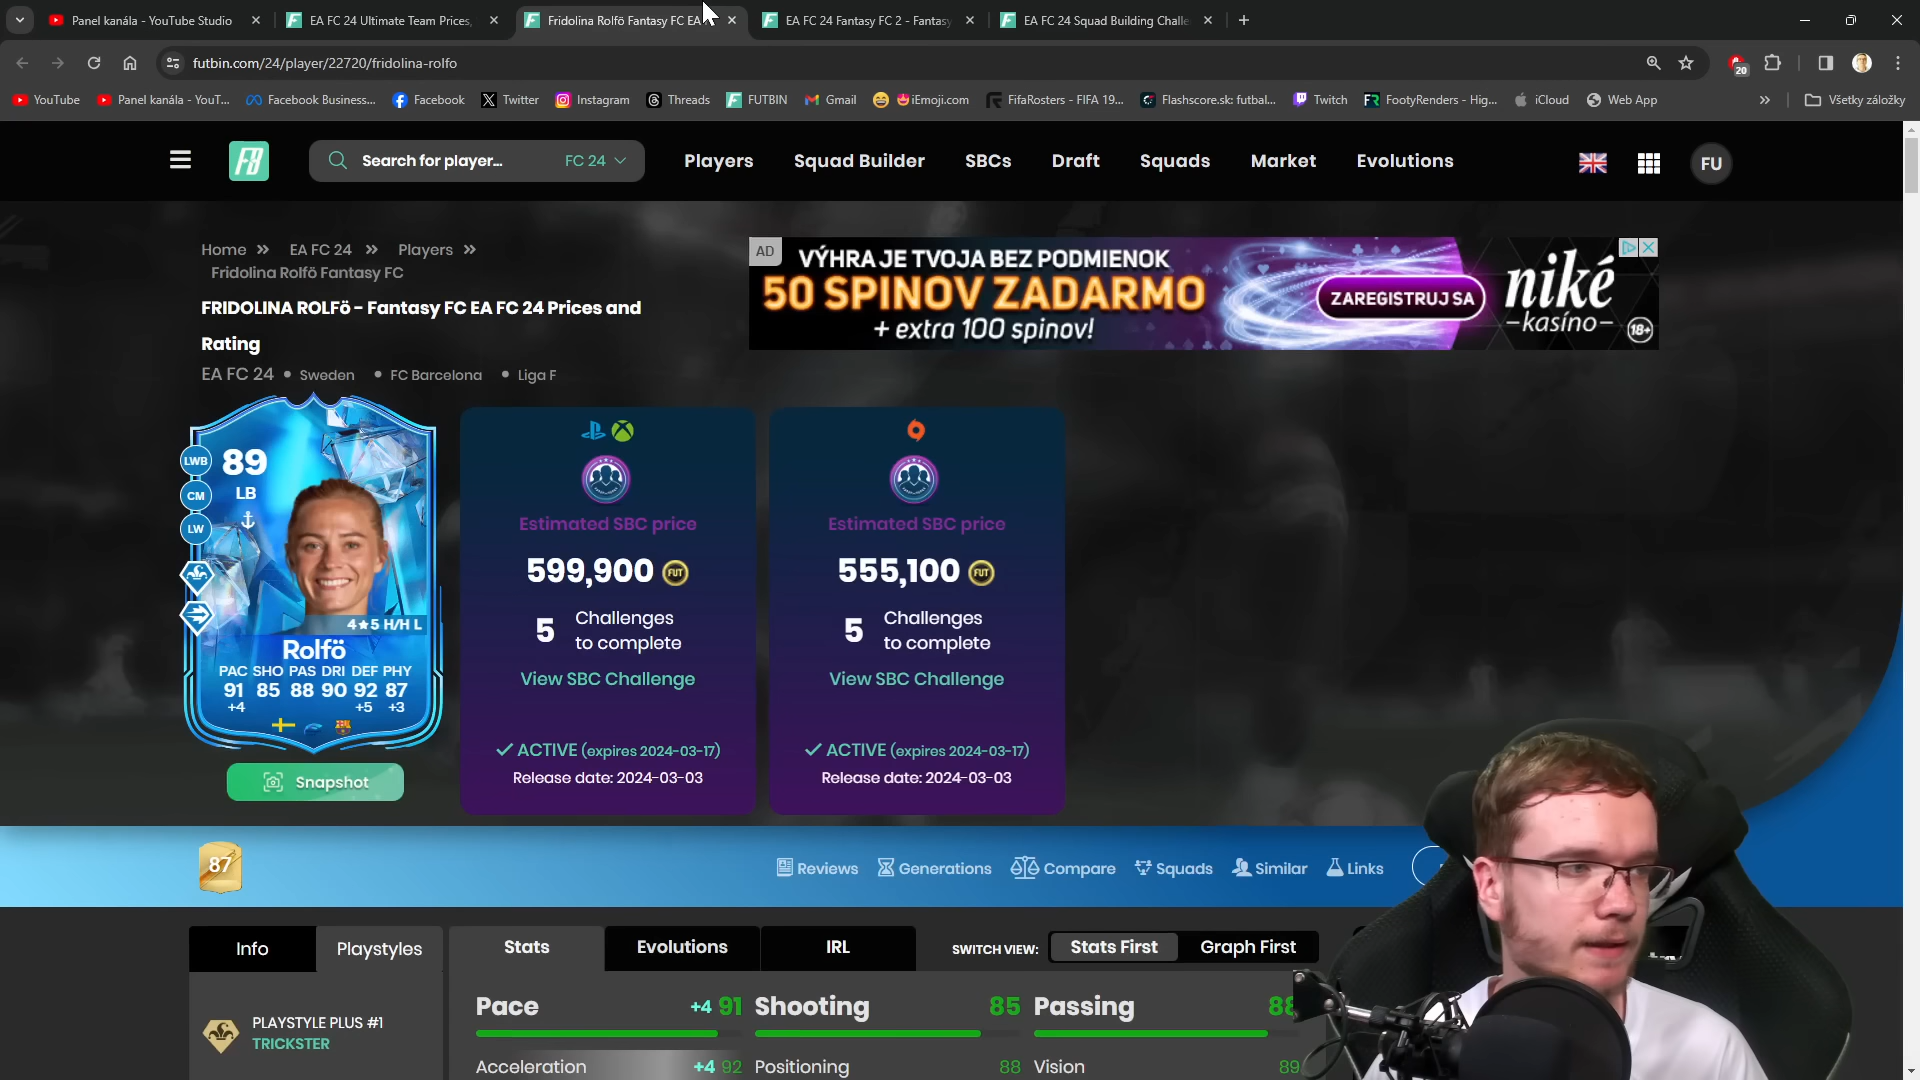 Panel kanála - YouTube Studio
EA FC 24 Ultimate Team Prices,
Fridolina Rolfö Fantasy FC EA
EA FC 24 Fantasy FC 2 - Fantasy
EA FC 24 Squad Building Challe
futbin.com/24/player/22720/fridolina-rolfo
20
YouTube
Panel kanála - YouT...
Facebook Business...
Facebook
Twitter
Instagram
Threads
FUTBIN
Gmail
iEmoji.com
FifaRosters - FIFA 19...
Flashscore.sk: futbal...
Twitch
FootyRenders - Hig...
iCloud
Web App
Všetky záložky
Search for player...
FC 24
Players
Squad Builder
SBCs
Draft
Squads
Market
Evolutions
FU
Home » EA FC 24 » Players »
Fridolina Rolfö Fantasy FC
FRIDOLINA ROLFö - Fantasy FC EA FC 24 Prices and
Rating
EA FC 24 • Sweden • FC Barcelona • Liga F
AD
VÝHRA JE TVOJA BEZ PODMIENOK
50 SPINOV ZADARMO
+ extra 100 spinov!
ZAREGISTRUJ SA
niké
–kasíno–
18+
89
LB
LWB
CM
LW
4★5 H/H L
Rolfö
PAC SHO PAS DRI DEF PHY
91 85 88 90 92 87
+4 +5 +3
Snapshot
Estimated SBC price
599,900
5
Challenges
to complete
View SBC Challenge
ACTIVE (expires 2024-03-17)
Release date: 2024-03-03
Estimated SBC price
555,100
5
Challenges
to complete
View SBC Challenge
ACTIVE (expires 2024-03-17)
Release date: 2024-03-03
87
Reviews
Generations
Compare
Squads
Similar
Links
Info
Playstyles
Stats
Evolutions
IRL
SWITCH VIEW:
Stats First
Graph First
PLAYSTYLE PLUS #1
TRICKSTER
Pace +4 91
Shooting 85
Passing 88
Acceleration +4 92
Positioning 88
Vision 89